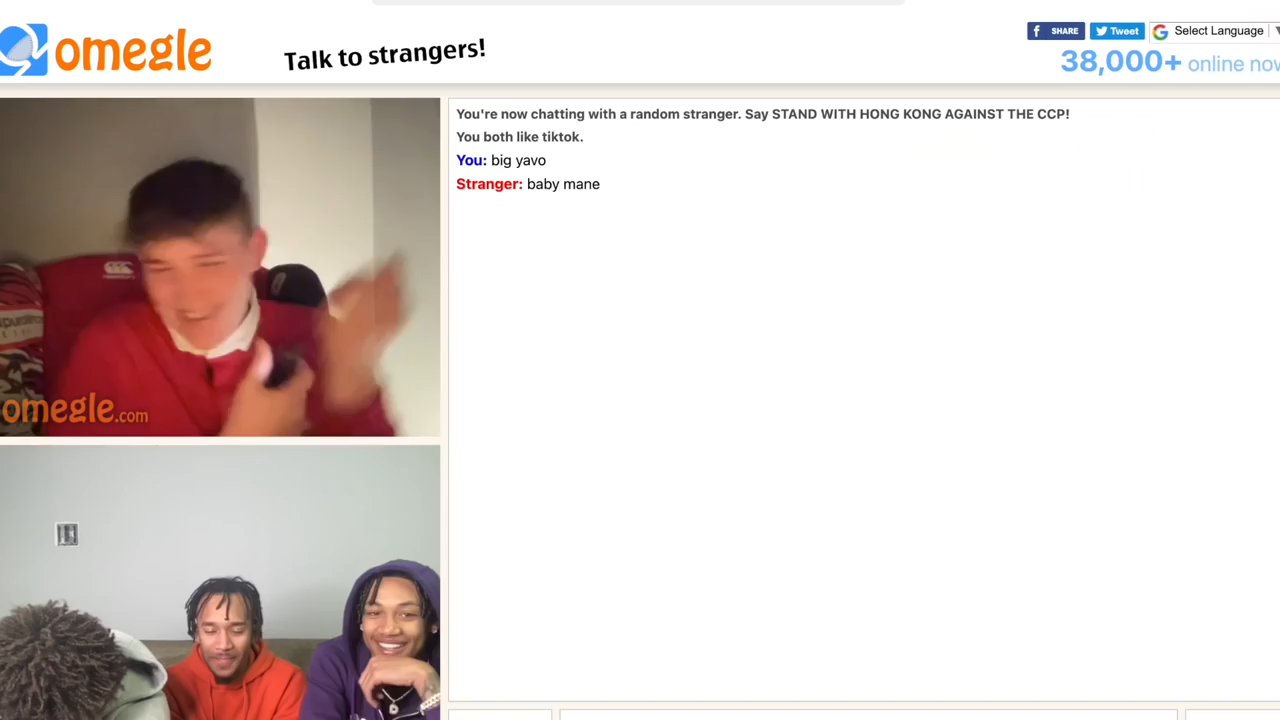 omegle
Talk to strangers!
SHARE
Tweet
Select Language
38,000+ online now
You're now chatting with a random stranger. Say STAND WITH HONG KONG AGAINST THE CCP!
You both like tiktok.
You: big yavo
Stranger: baby mane
omegle.com